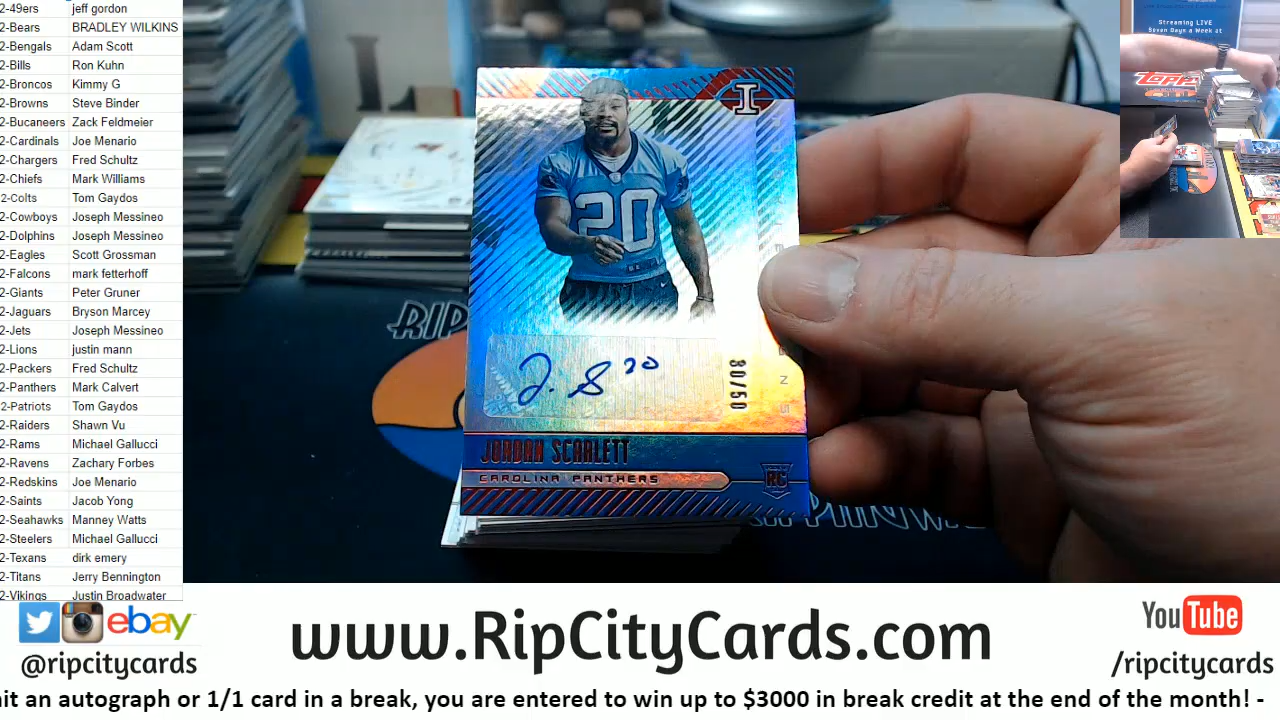 2-49ers jeff gordon
2-Bears BRADLEY WILKINS
2-Bengals Adam Scott
2-Bills Ron Kuhn
2-Broncos Kimmy G
2-Browns Steve Binder
2-Bucaneers Zack Feldmeier
2-Cardinals Joe Menario
2-Chargers Fred Schultz
2-Chiefs Mark Williams
2-Colts Tom Gaydos
2-Cowboys Joseph Messineo
2-Dolphins Joseph Messineo
2-Eagles Scott Grossman
2-Falcons mark fetterhoff
2-Giants Peter Gruner
2-Jaguars Bryson Marcey
2-Jets Joseph Messineo
2-Lions justin mann
2-Packers Fred Schultz
2-Panthers Mark Calvert
2-Patriots Tom Gaydos
2-Raiders Shawn Vu
2-Rams Michael Gallucci
2-Ravens Zachary Forbes
2-Redskins Joe Menario
2-Saints Jacob Yong
2-Seahawks Manney Watts
2-Steelers Michael Gallucci
2-Texans dirk emery
2-Titans Jerry Bennington
2-Vikings Justin Broadwater
Streaming LIVE
Seven Days a Week at
TOPPS
I
20
J. S 20
30/50
JORDAN SCARLETT
CAROLINA PANTHERS
RC
RIP
ebay
@ripcitycards
www.RipCityCards.com
YouTube
/ripcitycards
it an autograph or 1/1 card in a break, you are entered to win up to $3000 in break credit at the end of the month! -